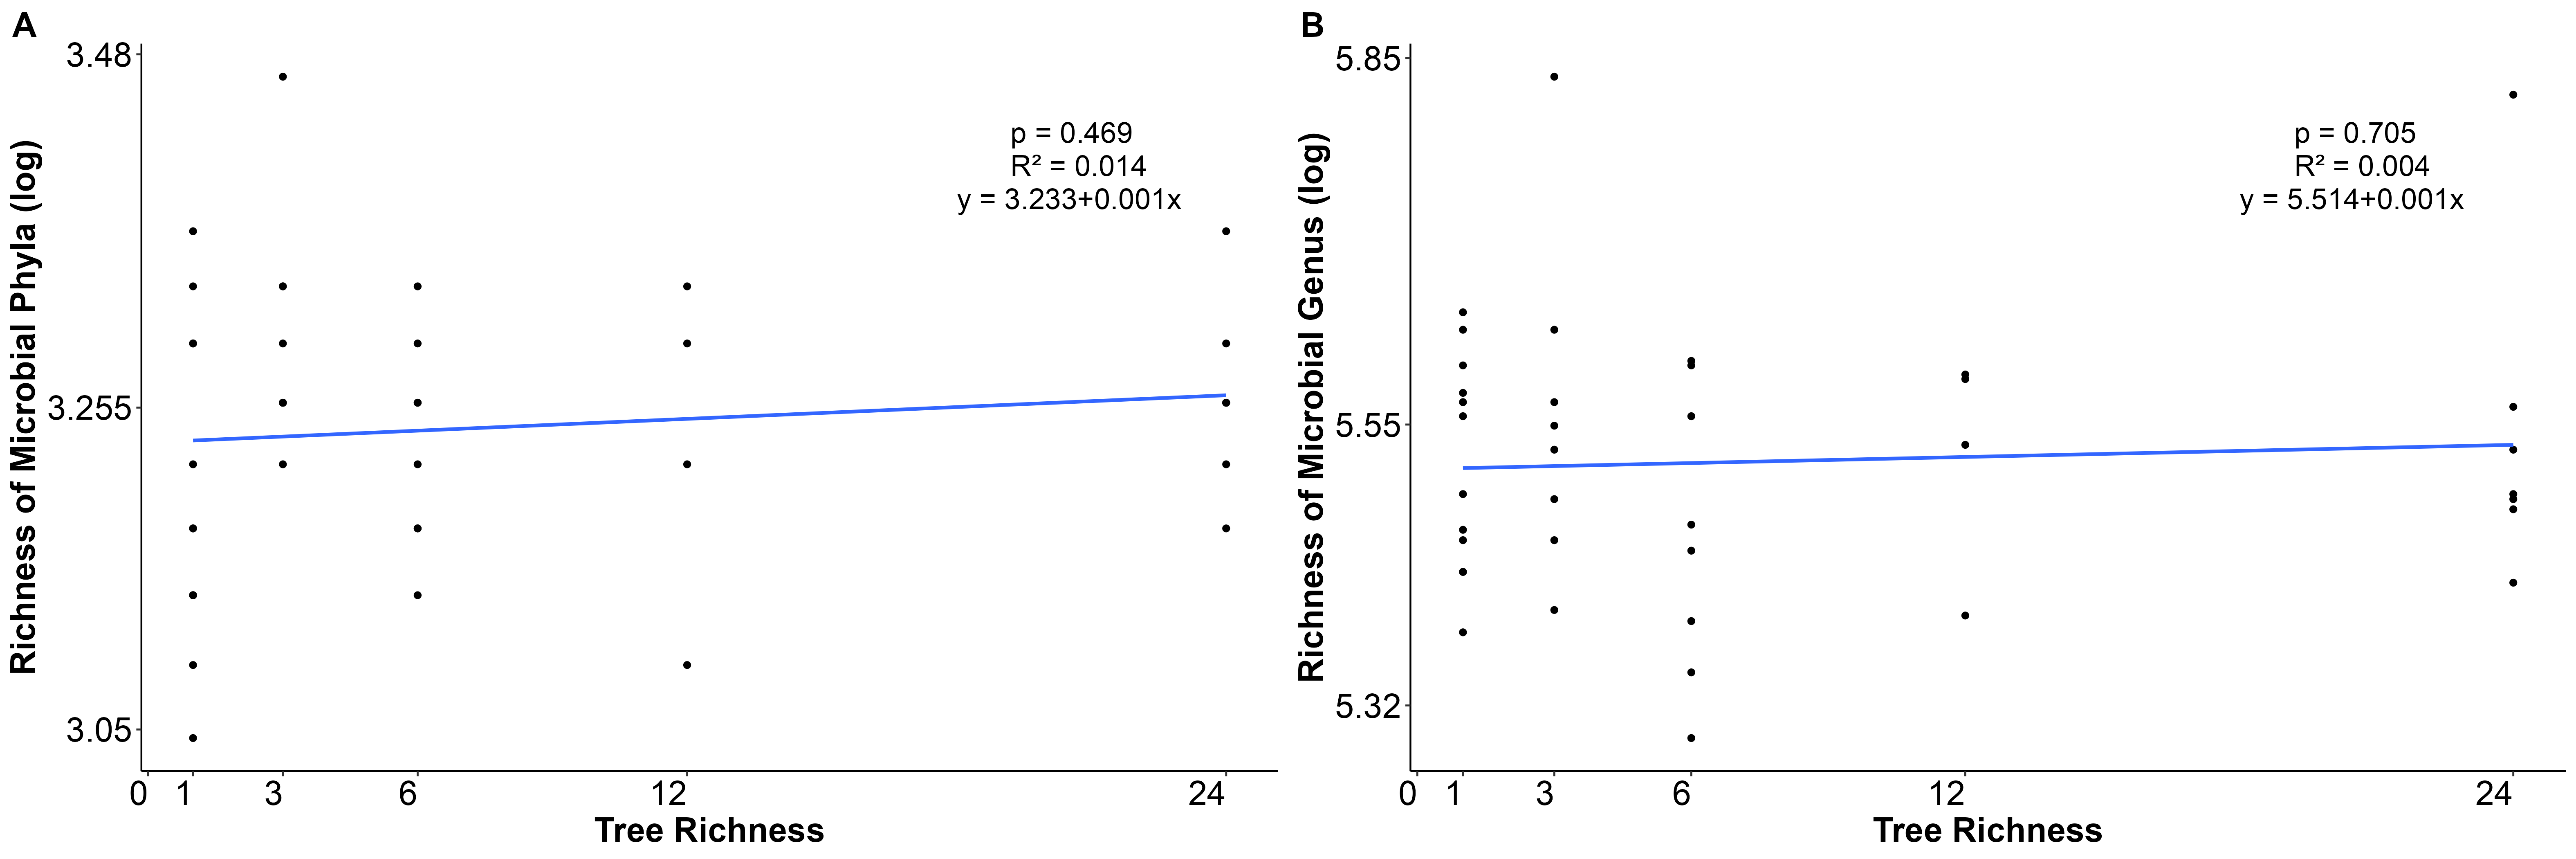 A
Richness of Microbial Phyla (log)
3.48
3.255
3.05
p = 0.469
R² = 0.014
y = 3.233+0.001x
0 1 3 6 12 24
Tree Richness
B
Richness of Microbial Genus (log)
5.85
5.55
5.32
p = 0.705
R² = 0.004
y = 5.514+0.001x
0 1 3 6 12 24
Tree Richness